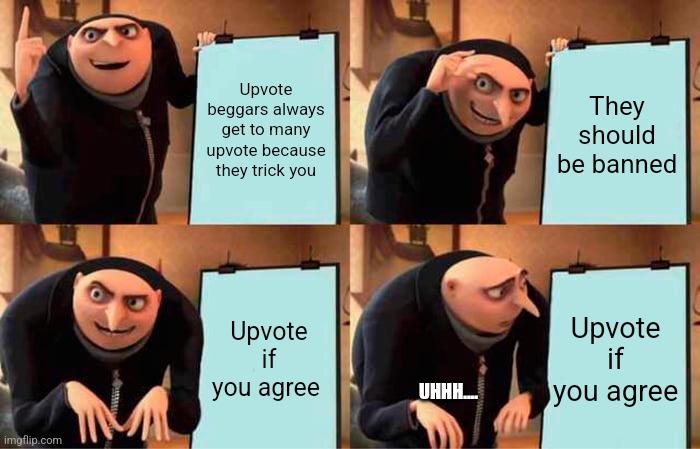 Upvote
beggars always
get to many
upvote because
they trick you
They
should
be banned
Upvote
if
you agree
Upvote
if
you agree
UHHH....
imgflip.com